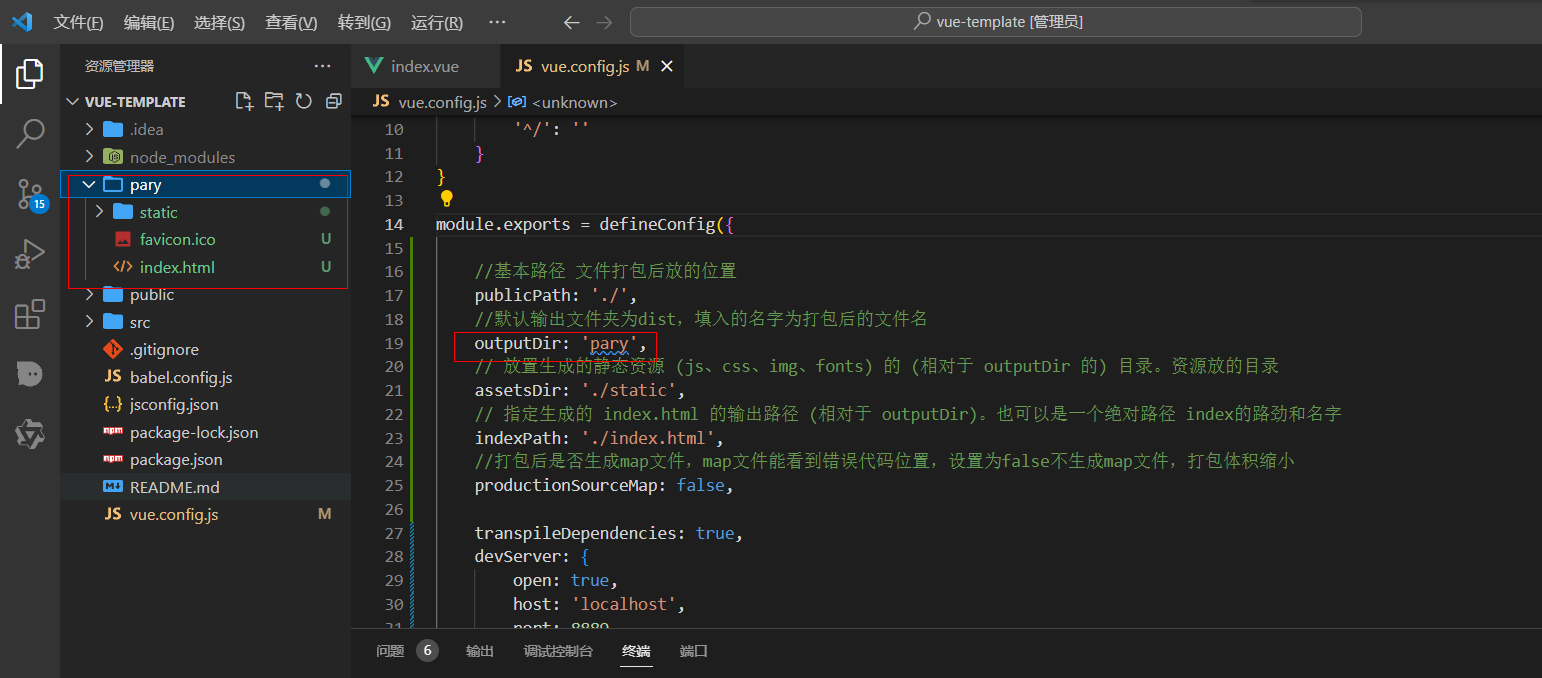 文件(F) 编辑(E) 选择(S) 查看(V) 转到(G) 运行(R) ··· vue-template [管理员]
资源管理器 ···
VUE-TEMPLATE
.idea
node_modules
pary
static
favicon.ico U
index.html U
public
src
.gitignore
JS babel.config.js
{..} jsconfig.json
npm package-lock.json
npm package.json
M↓ README.md
JS vue.config.js M
15
index.vue JS vue.config.js M
JS vue.config.js > <unknown>
10 '^/': ''
11 }
12 }
13
14 module.exports = defineConfig({
15
16 //基本路径 文件打包后放的位置
17 publicPath: './',
18 //默认输出文件夹为dist，填入的名字为打包后的文件名
19 outputDir: 'pary',
20 // 放置生成的静态资源 (js、css、img、fonts) 的 (相对于 outputDir 的) 目录。资源放的目录
21 assetsDir: './static',
22 // 指定生成的 index.html 的输出路径 (相对于 outputDir)。也可以是一个绝对路径 index的路劲和名字
23 indexPath: './index.html',
24 //打包后是否生成map文件，map文件能看到错误代码位置，设置为false不生成map文件，打包体积缩小
25 productionSourceMap: false,
26
27 transpileDependencies: true,
28 devServer: {
29 open: true,
30 host: 'localhost',
31 port: 8889
问题 6 输出 调试控制台 终端 端口